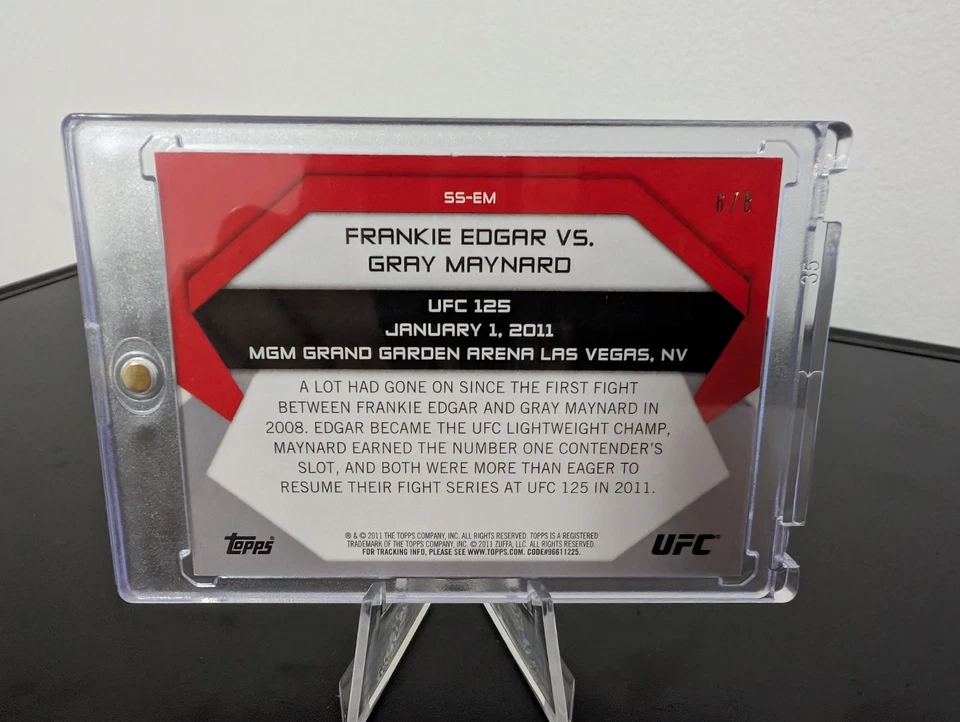 SS-EM
6/8
FRANKIE EDGAR VS.
GRAY MAYNARD
UFC 125
JANUARY 1, 2011
MGM GRAND GARDEN ARENA LAS VEGAS, NV
A LOT HAD GONE ON SINCE THE FIRST FIGHT
BETWEEN FRANKIE EDGAR AND GRAY MAYNARD IN
2008. EDGAR BECAME THE UFC LIGHTWEIGHT CHAMP,
MAYNARD EARNED THE NUMBER ONE CONTENDER'S
SLOT, AND BOTH WERE MORE THAN EAGER TO
RESUME THEIR FIGHT SERIES AT UFC 125 IN 2011.
® & © 2011 THE TOPPS COMPANY, INC. ALL RIGHTS RESERVED. TOPPS IS A REGISTERED
TRADEMARK OF THE TOPPS COMPANY, INC. © 2011 ZUFFA, LLC. ALL RIGHTS RESERVED.
FOR TRACKING INFO, PLEASE SEE WWW.TOPPS.COM. CODE#96611225.
Topps®
UFC®
35